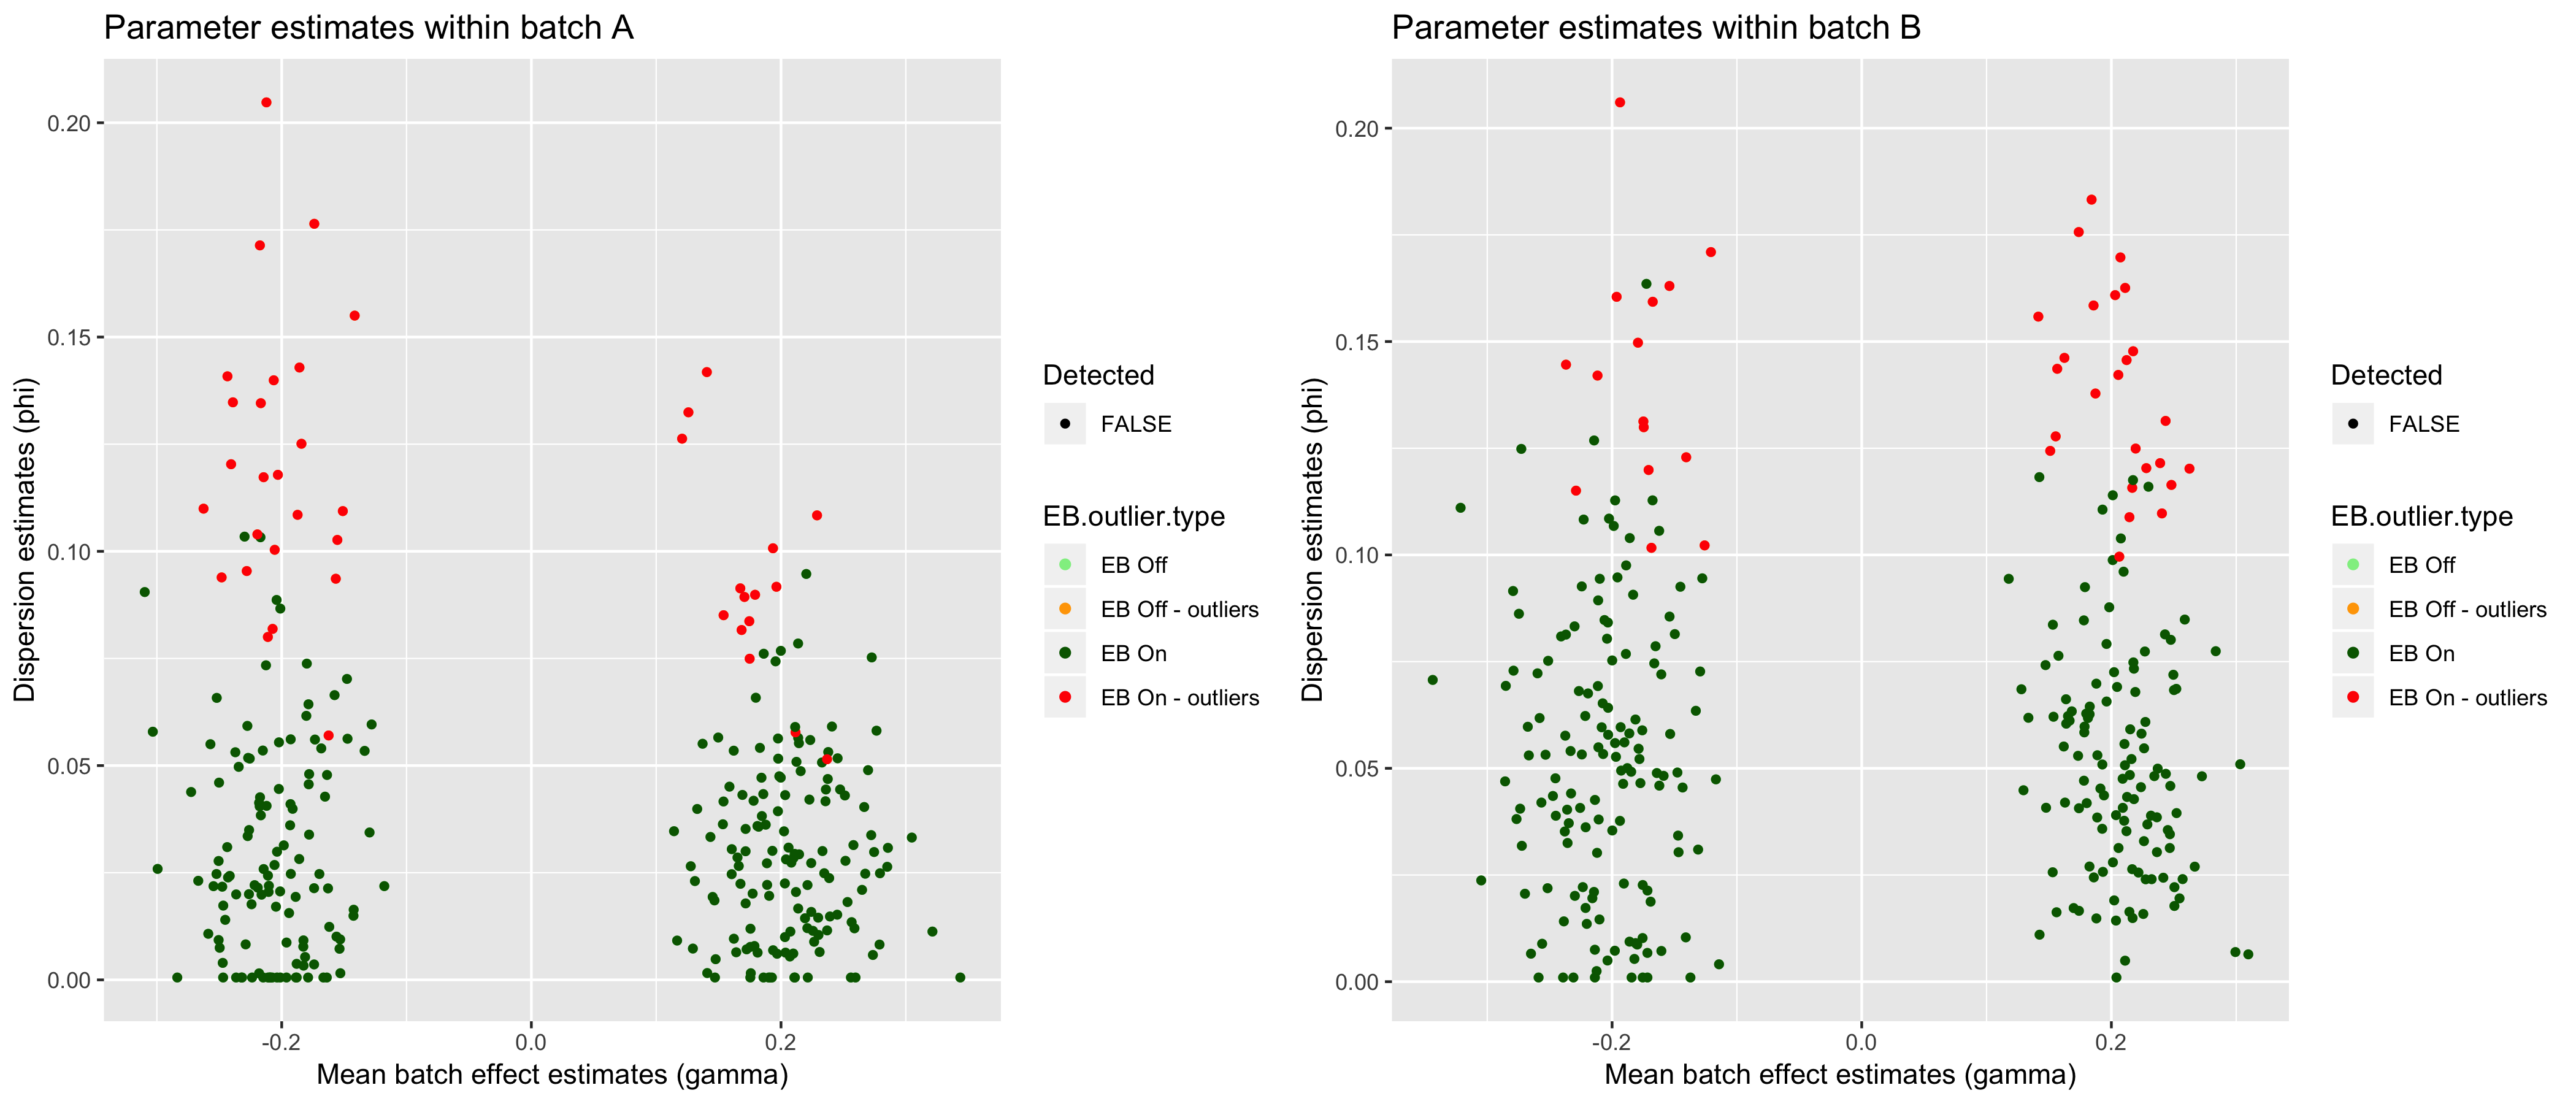 Parameter estimates within batch A
Dispersion estimates (phi)
0.20
0.15
0.10
0.05
0.00
-0.2 0.0 0.2
Mean batch effect estimates (gamma)
Detected
FALSE
EB.outlier.type
EB Off
EB Off - outliers
EB On
EB On - outliers
Parameter estimates within batch B
Dispersion estimates (phi)
0.20
0.15
0.10
0.05
0.00
-0.2 0.0 0.2
Mean batch effect estimates (gamma)
Detected
FALSE
EB.outlier.type
EB Off
EB Off - outliers
EB On
EB On - outliers